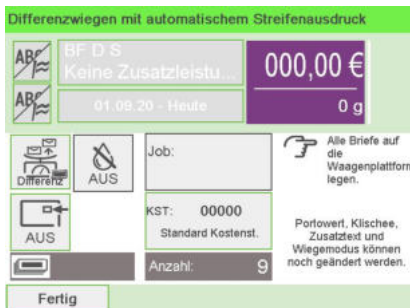 Differenzwiegen mit automatischem Streifenausdruck
ABC
BF D S
Keine Zusatzleistu...
000,00 €
ABC
01.09.20 - Heute
0 g
Differenz
AUS
Job:
Alle Briefe auf
die
Waagenplattform
legen.
AUS
KST: 00000
Standard Kostenst.
Portowert, Klischee,
Zusatztext und
Wiegemodus können
noch geändert werden.
Anzahl: 9
Fertig